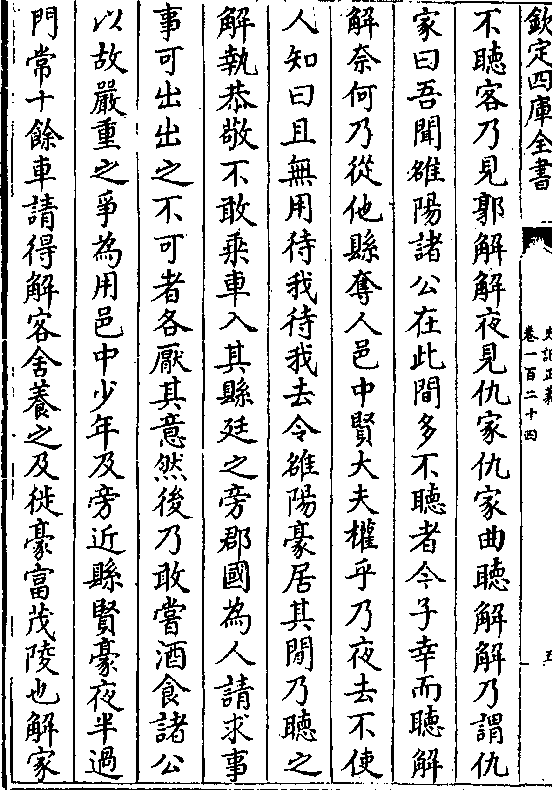 欽定四庫全書
史記正義
卷一百二十四
五
不聽客乃見郭解解夜見仇家仇家曲聽解解乃謂仇
家曰吾聞雒陽諸公在此間多不聽者今子幸而聽解
解奈何乃從他縣奪人邑中賢大夫權乎乃夜去不使
人知曰且無用待我待我去令雒陽豪居其間乃聽之
解執恭敬不敢乘車入其縣廷之旁郡國為人請求事
事可出出之不可者各厭其意然後乃敢嘗酒食諸公
以故嚴重之爭為用邑中少年及旁近縣賢豪夜半過
門常十餘車請得解客舍養之及徙豪富茂陵也解家